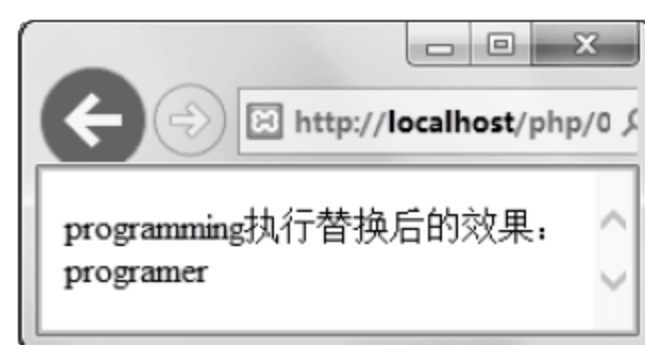 http://localhost/php/0
programming执行替换后的效果：
programer